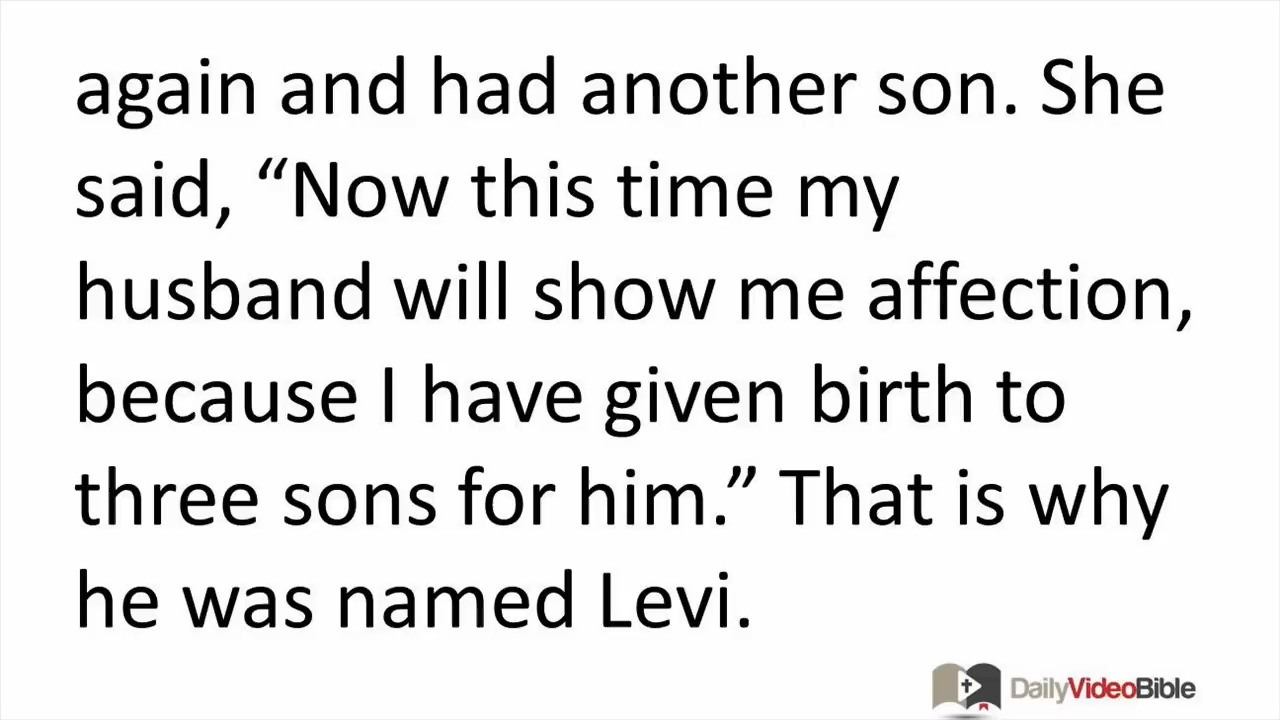 again and had another son. She
said, “Now this time my
husband will show me affection,
because I have given birth to
three sons for him.” That is why
he was named Levi.
DailyVideoBible